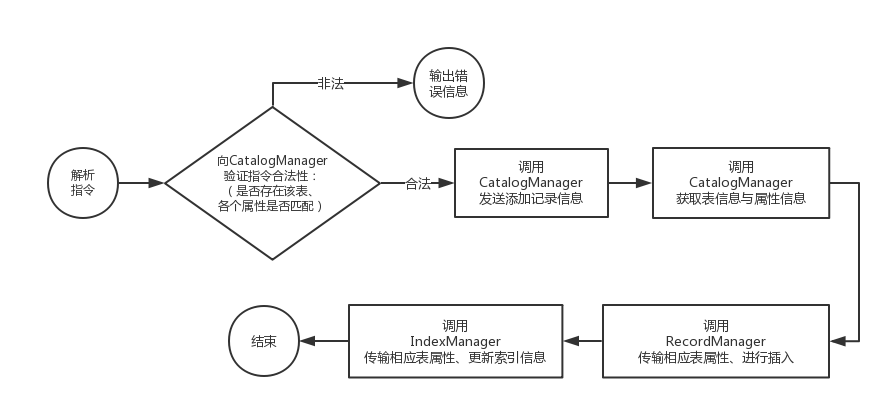 输出错
误信息
非法
解析
指令
向CatalogManager
验证指令合法性：
（是否存在该表、
各个属性是否匹配）
合法
调用
CatalogManager
发送添加记录信息
调用
CatalogManager
获取表信息与属性信息
结束
调用
IndexManager
传输相应表属性、更新索引信息
调用
RecordManager
传输相应表属性、进行插入